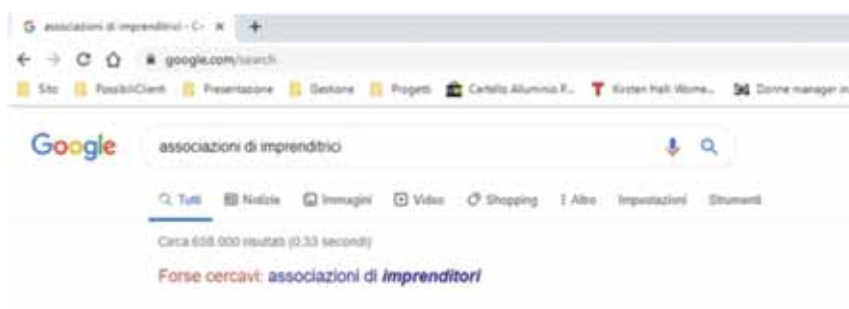 associazioni di imprenditrici - C
google.com/search
Sito PossibiliClienti Presentazione Gestione Progetti Cartello Alluminio P... Kirsten Hall: Wome... Donne manager in
Google associazioni di imprenditrici
Tutti Notizie Immagini Video Shopping Altro Impostazioni Strumenti
Circa 658.000 risultati (0,33 secondi)
Forse cercavi: associazioni di imprenditori